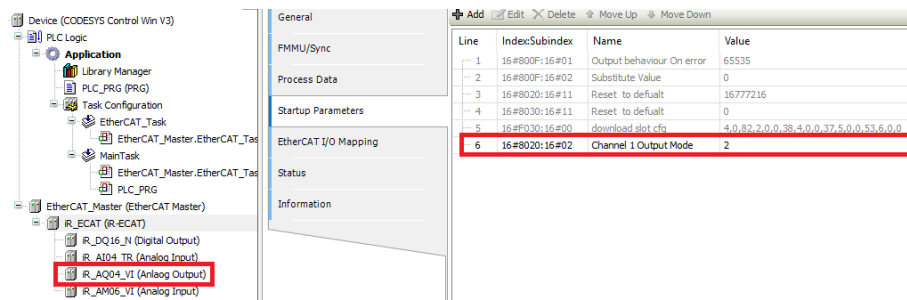 Device (CODESYS Control Win V3)
PLC Logic
Application
Library Manager
PLC_PRG (PRG)
Task Configuration
EtherCAT_Task
EtherCAT_Master.EtherCAT_Tas
MainTask
EtherCAT_Master.EtherCAT_Tas
PLC_PRG
EtherCAT_Master (EtherCAT Master)
iR_ECAT (iR-ECAT)
iR_DQ16_N (Digital Output)
iR_AI04_TR (Analog Input)
iR_AQ04_VI (Anlaog Output)
iR_AM06_VI (Analog Input)
General
FMMU/Sync
Process Data
Startup Parameters
EtherCAT I/O Mapping
Status
Information
Add Edit Delete Move Up Move Down
Line Index:Subindex Name Value
1 16#800F:16#01 Output behaviour On error 65535
2 16#800F:16#02 Substitute Value 0
3 16#8020:16#11 Reset to defualt 16777216
4 16#8030:16#11 Reset to defualt 0
5 16#F030:16#00 download slot cfg 4,0,82,2,0,0,38,4,0,0,37,5,0,0,53,6,0,0
6 16#8020:16#02 Channel 1 Output Mode 2